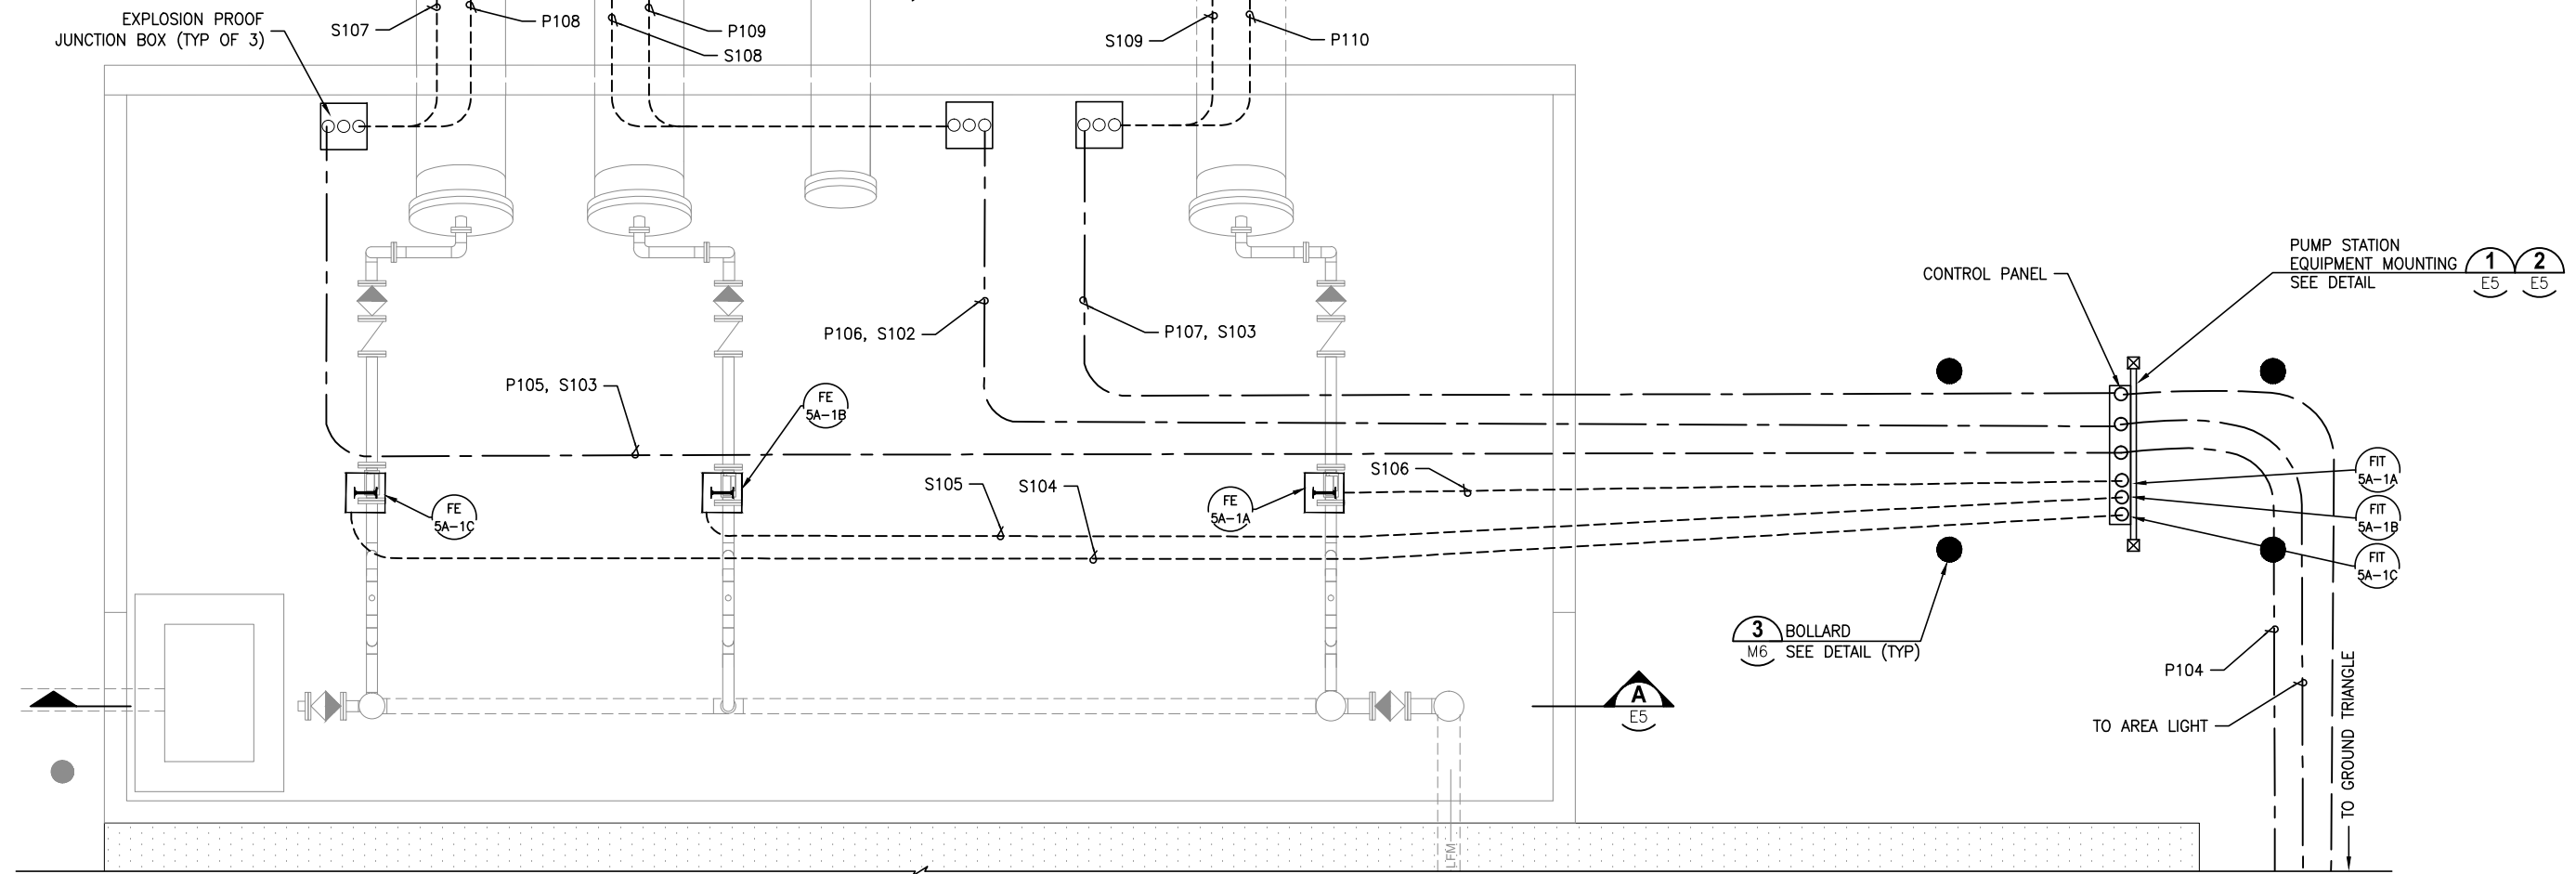 EXPLOSION PROOF
JUNCTION BOX (TYP OF 3)
S107
P108
P109
S108
S109
P110
PUMP STATION
EQUIPMENT MOUNTING
SEE DETAIL
1
E5
2
E5
CONTROL PANEL
P106, S102
P107, S103
P105, S103
FE
5A-1B
FE
5A-1C
S105
S104
FE
5A-1A
S106
FIT
5A-1A
FIT
5A-1B
FIT
5A-1C
3
M6
BOLLARD
SEE DETAIL (TYP)
A
E5
P104
TO AREA LIGHT
TO GROUND TRIANGLE
LFM